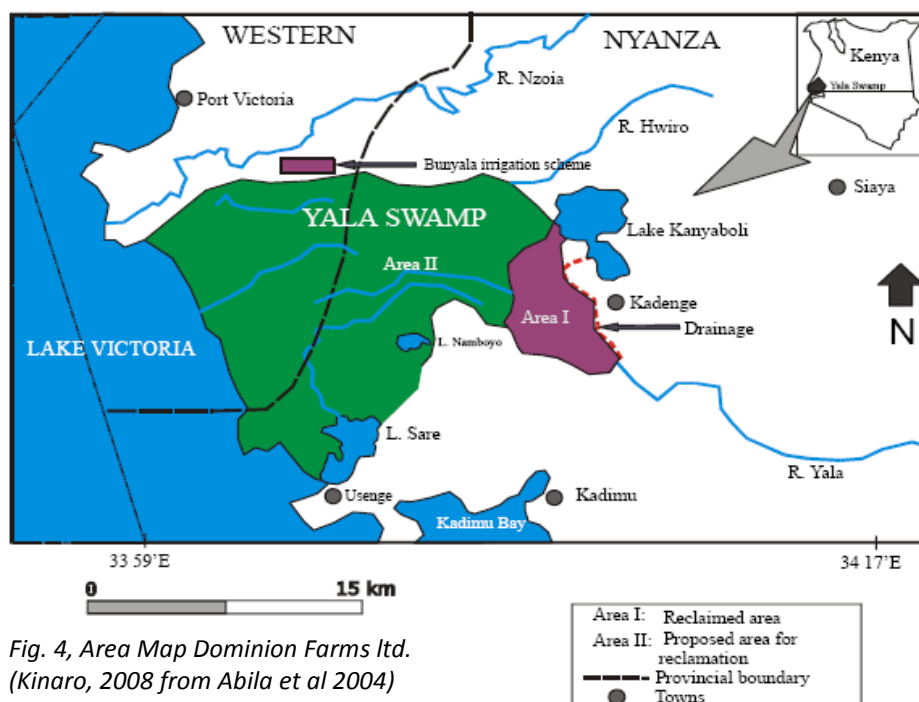 WESTERN
NYANZA
Kenya
Yala Swamp
R. Nzoia
Port Victoria
R. Hwiro
Bunyala irrigation scheme
Siaya
YALA SWAMP
Lake Kanyaboli
Area II
Kadenge
Area I
Drainage
N
LAKE VICTORIA
L. Namboyo
L. Sare
R. Yala
Usenge
Kadimu
Kadimu Bay
33 59’E
34 17’E
0
15 km
Area I: Reclaimed area
Area II: Proposed area for
reclamation
Provincial boundary
Towns
Fig. 4, Area Map Dominion Farms ltd.
(Kinaro, 2008 from Abila et al 2004)